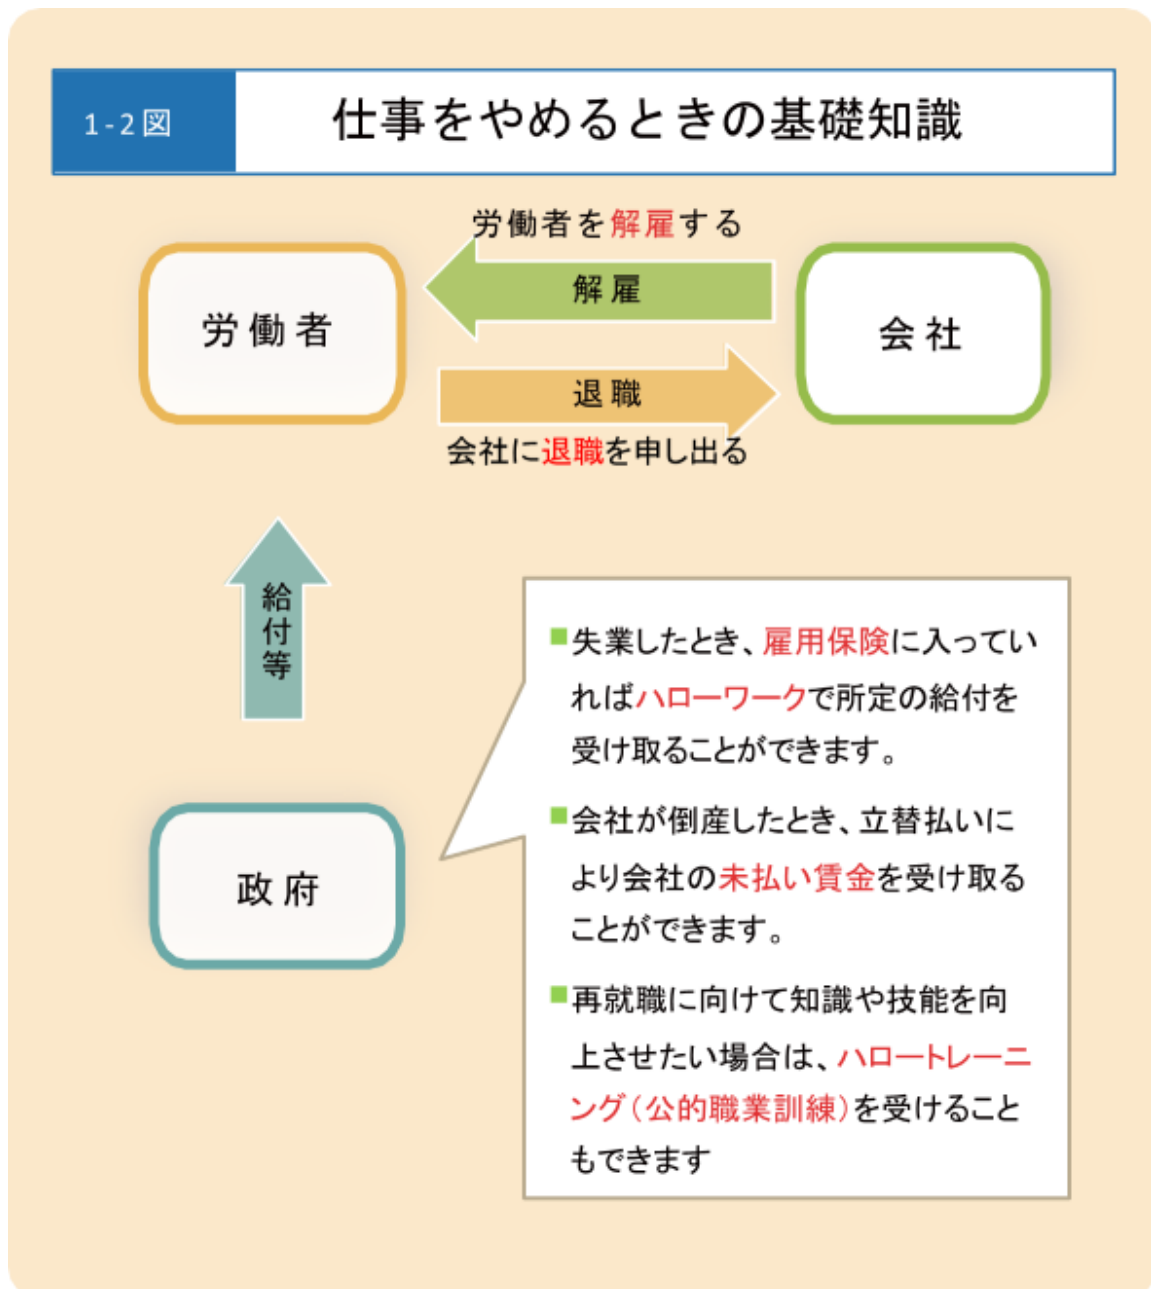 1-2図
仕事をやめるときの基礎知識
労働者を解雇する
解雇
労働者
会社
退職
会社に退職を申し出る
給付等
政府
■失業したとき、雇用保険に入ってい
ればハローワークで所定の給付を
受け取ることができます。
■会社が倒産したとき、立替払いに
より会社の未払い賃金を受け取る
ことができます。
■再就職に向けて知識や技能を向
上させたい場合は、ハロートレーニ
ング（公的職業訓練）を受けること
もできます